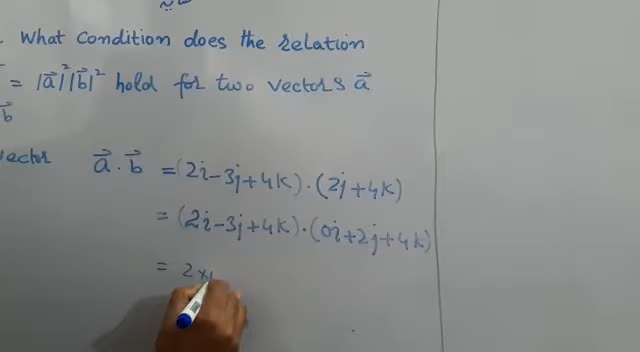 . What Condition does the relation
= |a⃗|²|b⃗|² hold for two vectors a⃗
b⃗
ector a⃗ . b⃗ = (2i-3j+4k).(2j+4k)
= (2i-3j+4k).(0i+2j+4k)
= 2×